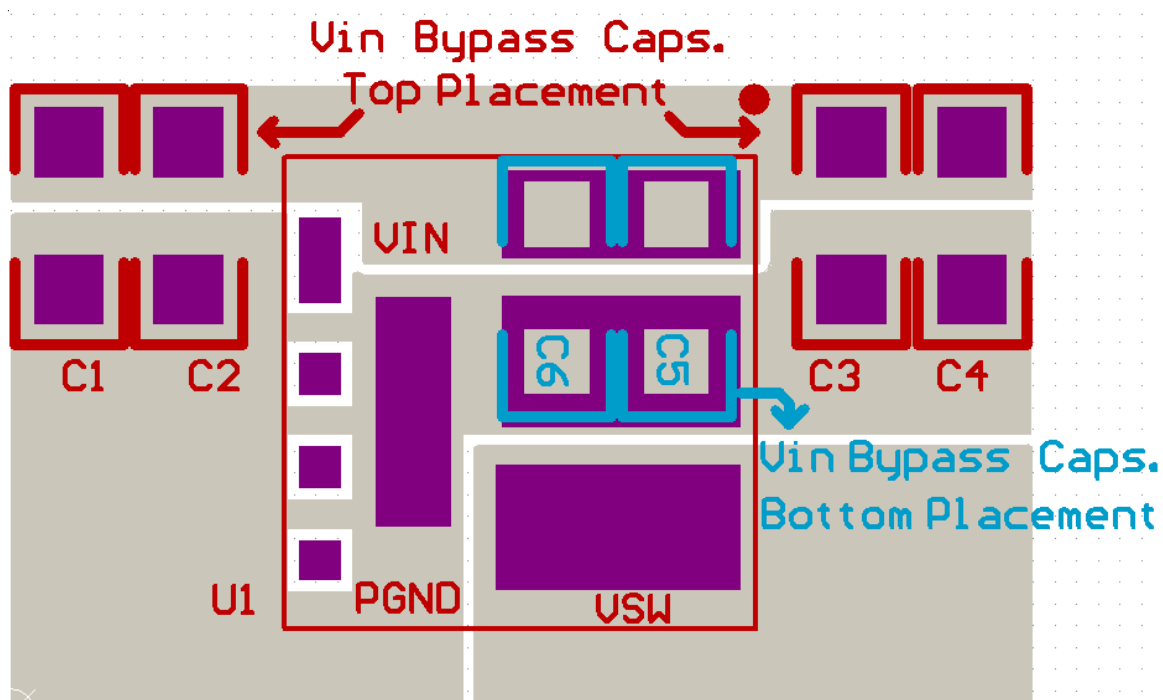 Vin Bypass Caps.
Top Placement
VIN
C1
C2
C6
C5
C3
C4
Vin Bypass Caps.
Bottom Placement
U1
PGND
VSW